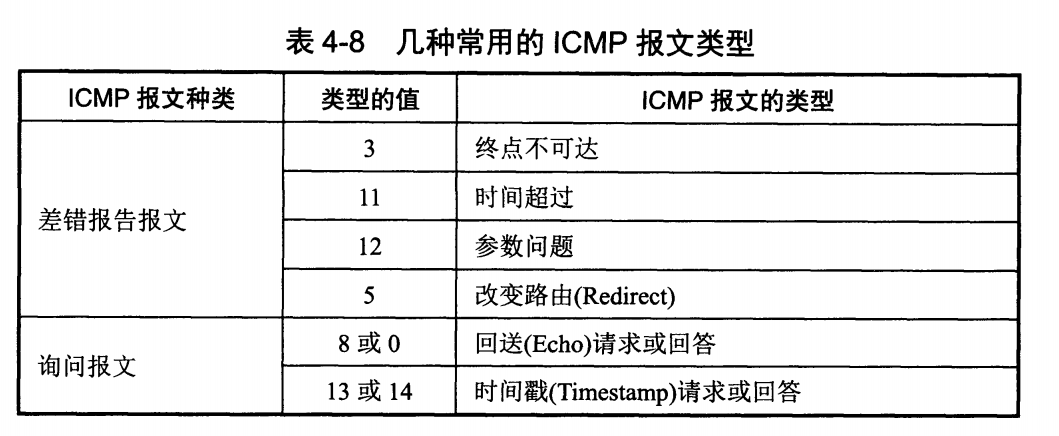 表 4-8 几种常用的 ICMP 报文类型
ICMP 报文种类 类型的值 ICMP 报文的类型
差错报告报文 3 终点不可达
11 时间超过
12 参数问题
5 改变路由(Redirect)
询问报文 8 或 0 回送(Echo)请求或回答
13 或 14 时间戳(Timestamp)请求或回答